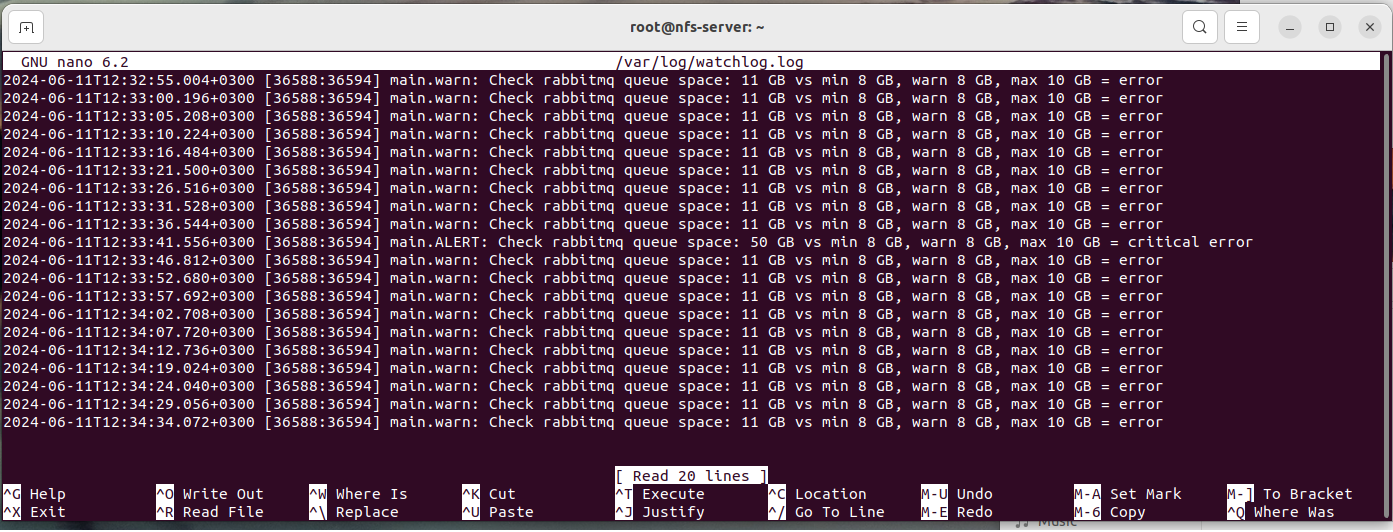 root@nfs-server: ~
GNU nano 6.2 /var/log/watchlog.log
2024-06-11T12:32:55.004+0300 [36588:36594] main.warn: Check rabbitmq queue space: 11 GB vs min 8 GB, warn 8 GB, max 10 GB = error
2024-06-11T12:33:00.196+0300 [36588:36594] main.warn: Check rabbitmq queue space: 11 GB vs min 8 GB, warn 8 GB, max 10 GB = error
2024-06-11T12:33:05.208+0300 [36588:36594] main.warn: Check rabbitmq queue space: 11 GB vs min 8 GB, warn 8 GB, max 10 GB = error
2024-06-11T12:33:10.224+0300 [36588:36594] main.warn: Check rabbitmq queue space: 11 GB vs min 8 GB, warn 8 GB, max 10 GB = error
2024-06-11T12:33:16.484+0300 [36588:36594] main.warn: Check rabbitmq queue space: 11 GB vs min 8 GB, warn 8 GB, max 10 GB = error
2024-06-11T12:33:21.500+0300 [36588:36594] main.warn: Check rabbitmq queue space: 11 GB vs min 8 GB, warn 8 GB, max 10 GB = error
2024-06-11T12:33:26.516+0300 [36588:36594] main.warn: Check rabbitmq queue space: 11 GB vs min 8 GB, warn 8 GB, max 10 GB = error
2024-06-11T12:33:31.528+0300 [36588:36594] main.warn: Check rabbitmq queue space: 11 GB vs min 8 GB, warn 8 GB, max 10 GB = error
2024-06-11T12:33:36.544+0300 [36588:36594] main.warn: Check rabbitmq queue space: 11 GB vs min 8 GB, warn 8 GB, max 10 GB = error
2024-06-11T12:33:41.556+0300 [36588:36594] main.ALERT: Check rabbitmq queue space: 50 GB vs min 8 GB, warn 8 GB, max 10 GB = critical error
2024-06-11T12:33:46.812+0300 [36588:36594] main.warn: Check rabbitmq queue space: 11 GB vs min 8 GB, warn 8 GB, max 10 GB = error
2024-06-11T12:33:52.680+0300 [36588:36594] main.warn: Check rabbitmq queue space: 11 GB vs min 8 GB, warn 8 GB, max 10 GB = error
2024-06-11T12:33:57.692+0300 [36588:36594] main.warn: Check rabbitmq queue space: 11 GB vs min 8 GB, warn 8 GB, max 10 GB = error
2024-06-11T12:34:02.708+0300 [36588:36594] main.warn: Check rabbitmq queue space: 11 GB vs min 8 GB, warn 8 GB, max 10 GB = error
2024-06-11T12:34:07.720+0300 [36588:36594] main.warn: Check rabbitmq queue space: 11 GB vs min 8 GB, warn 8 GB, max 10 GB = error
2024-06-11T12:34:12.736+0300 [36588:36594] main.warn: Check rabbitmq queue space: 11 GB vs min 8 GB, warn 8 GB, max 10 GB = error
2024-06-11T12:34:19.024+0300 [36588:36594] main.warn: Check rabbitmq queue space: 11 GB vs min 8 GB, warn 8 GB, max 10 GB = error
2024-06-11T12:34:24.040+0300 [36588:36594] main.warn: Check rabbitmq queue space: 11 GB vs min 8 GB, warn 8 GB, max 10 GB = error
2024-06-11T12:34:29.056+0300 [36588:36594] main.warn: Check rabbitmq queue space: 11 GB vs min 8 GB, warn 8 GB, max 10 GB = error
2024-06-11T12:34:34.072+0300 [36588:36594] main.warn: Check rabbitmq queue space: 11 GB vs min 8 GB, warn 8 GB, max 10 GB = error
[ Read 20 lines ]
^G Help ^O Write Out ^W Where Is ^K Cut ^T Execute ^C Location M-U Undo M-A Set Mark M-] To Bracket
^X Exit ^R Read File ^\ Replace ^U Paste ^J Justify ^/ Go To Line M-E Redo M-6 Copy ^Q Where Was
Music